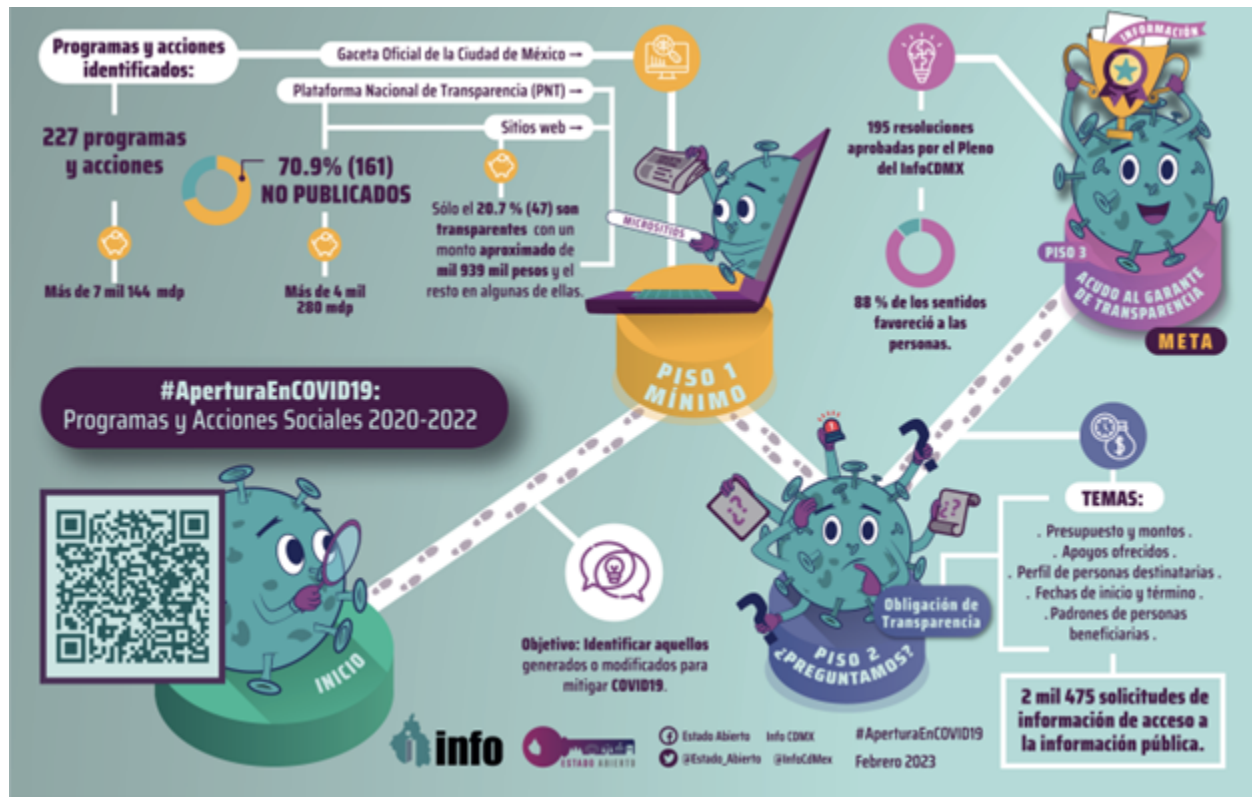 Programas y acciones
identificados:
Gaceta Oficial de la Ciudad de México →
Plataforma Nacional de Transparencia (PNT) →
Sitios web →
227 programas
y acciones
Más de 7 mil 144 mdp
70.9% (161)
NO PUBLICADOS
Más de 4 mil
280 mdp
Sólo el 20.7 % (47) son
transparentes con un
monto aproximado de
mil 939 mil pesos y el
resto en algunas de ellas.
MICROSITIOS
PISO 1
MÍNIMO
195 resoluciones
aprobadas por el Pleno
del InfoCDMX
88 % de los sentidos
favoreció a las
personas.
INFORMACIÓN
PISO 3
ACUDO AL GARANTE
DE TRANSPARENCIA
META
#AperturaEnCOVID19:
Programas y Acciones Sociales 2020-2022
INICIO
Objetivo: Identificar aquellos
generados o modificados para
mitigar COVID19.
?
¿?
?
Obligación de
Transparencia
PISO 2
¿PREGUNTAMOS?
TEMAS:
. Presupuesto y montos .
. Apoyos ofrecidos .
. Perfil de personas destinatarias .
. Fechas de inicio y término .
. Padrones de personas
beneficiarias .
2 mil 475 solicitudes de
información de acceso a
la información pública.
info
ESTADO ABIERTO
Estado Abierto Info CDMX
@Estado_Abierto @InfoCdMex
#AperturaEnCOVID19
Febrero 2023